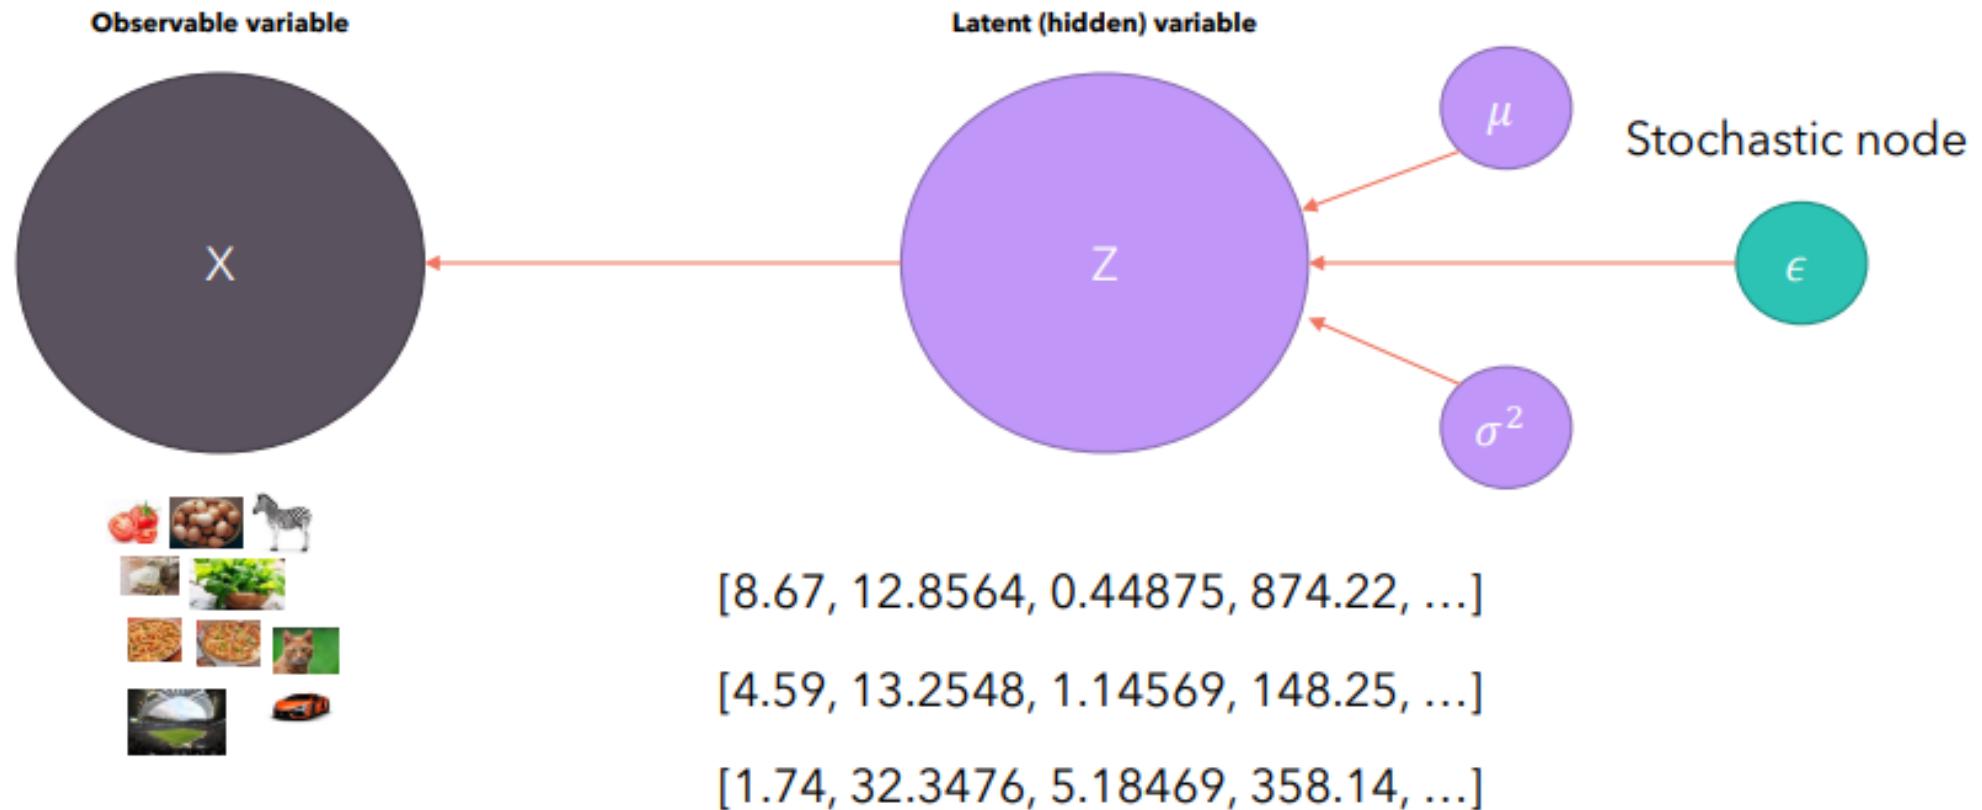 Observable variable
Latent (hidden) variable
μ
Stochastic node
X
Z
ϵ
σ²
[8.67, 12.8564, 0.44875, 874.22, …]
[4.59, 13.2548, 1.14569, 148.25, …]
[1.74, 32.3476, 5.18469, 358.14, …]